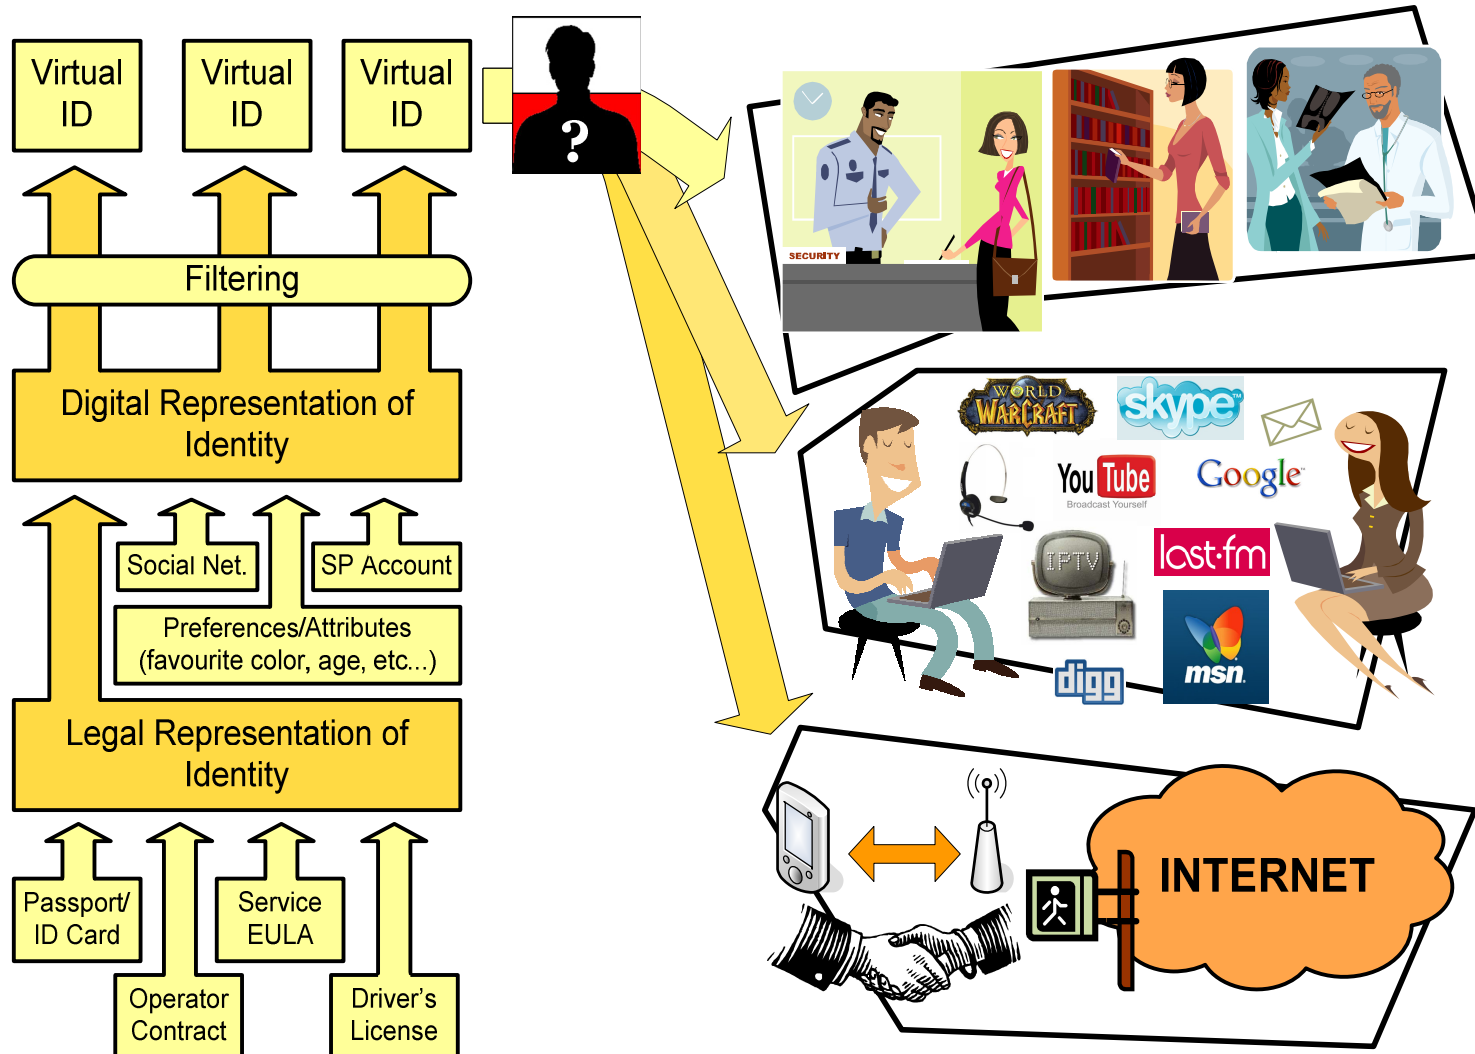 Virtual
ID
Virtual
ID
Virtual
ID
?
Filtering
Digital Representation of
Identity
Social Net.
SP Account
Preferences/Attributes
(favourite color, age, etc...)
Legal Representation of
Identity
Passport/
ID Card
Service
EULA
Operator
Contract
Driver's
License
SECURITY
WORLD
WARCRAFT
skype
TM
YouTube
Broadcast Yourself
Google
TM
IPTV
last.fm
msn
digg
INTERNET